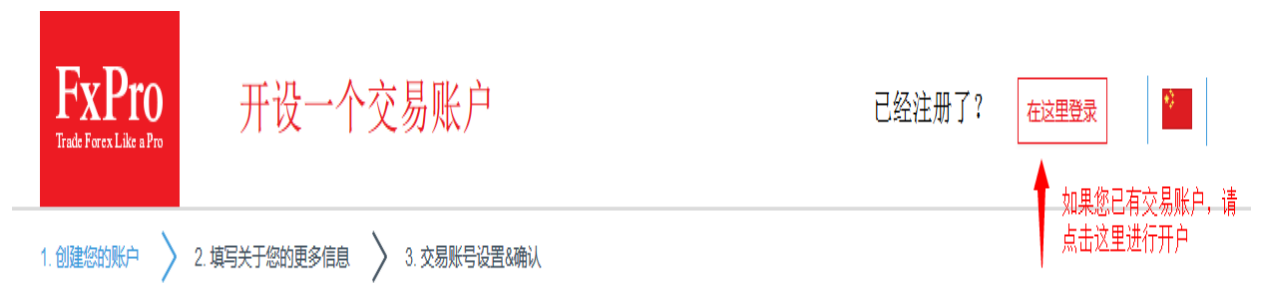 FxPro
Trade Forex Like a Pro
开设一个交易账户
已经注册了？
在这里登录
如果您已有交易账户，请
点击这里进行开户
1. 创建您的账户
2. 填写关于您的更多信息
3. 交易账号设置&确认